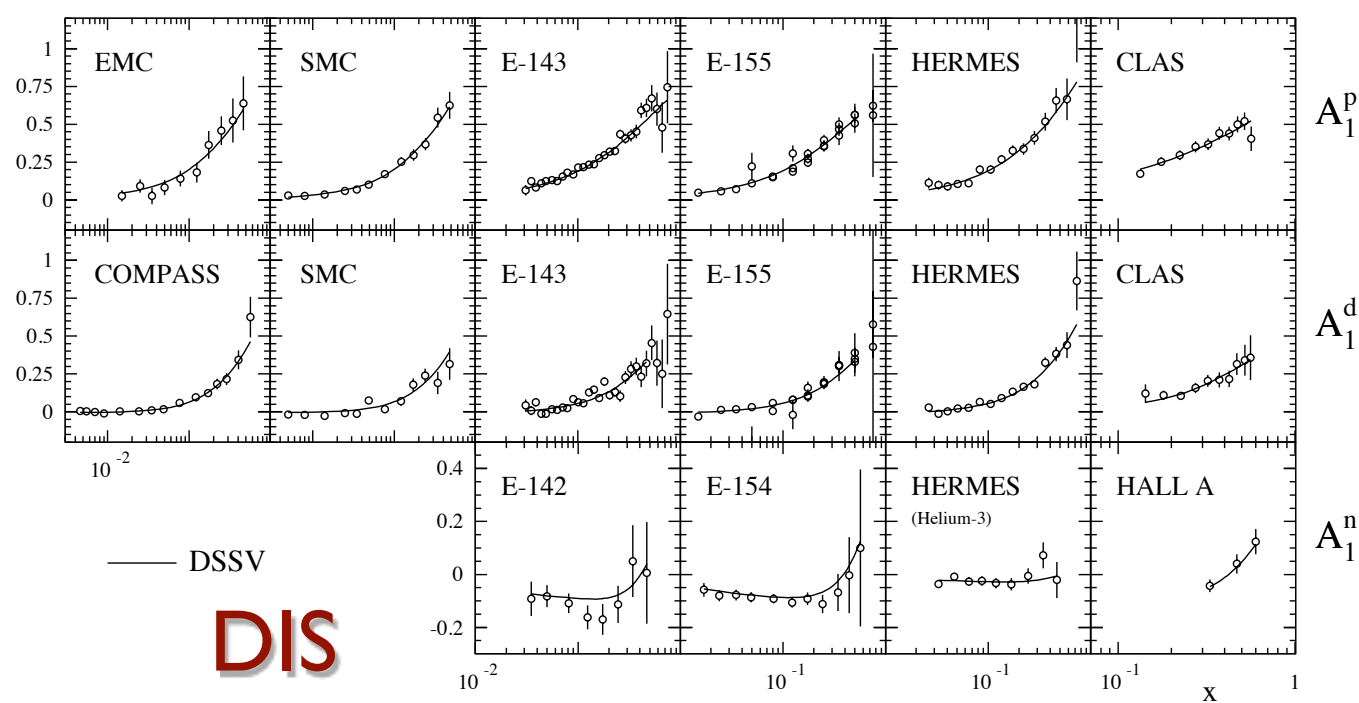 EMC SMC E-143 E-155 HERMES CLAS
1
0.75
0.5
0.25
0
A₁ᵖ
COMPASS SMC E-143 E-155 HERMES CLAS
1
0.75
0.5
0.25
0
A₁ᵈ
10⁻²
E-142 E-154 HERMES HALL A
(Helium-3)
0.4
0.2
0
-0.2
A₁ⁿ
DSSV
DIS
10⁻² 10⁻¹ 10⁻¹ 10⁻¹ 1
x